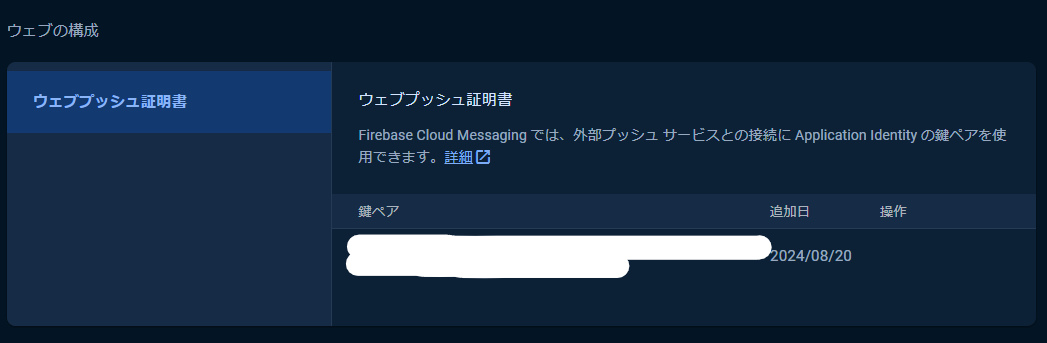 ウェブの構成
ウェブプッシュ証明書
ウェブプッシュ証明書
Firebase Cloud Messaging では、外部プッシュ サービスとの接続に Application Identity の鍵ペアを使
用できます。詳細
鍵ペア 追加日 操作
2024/08/20